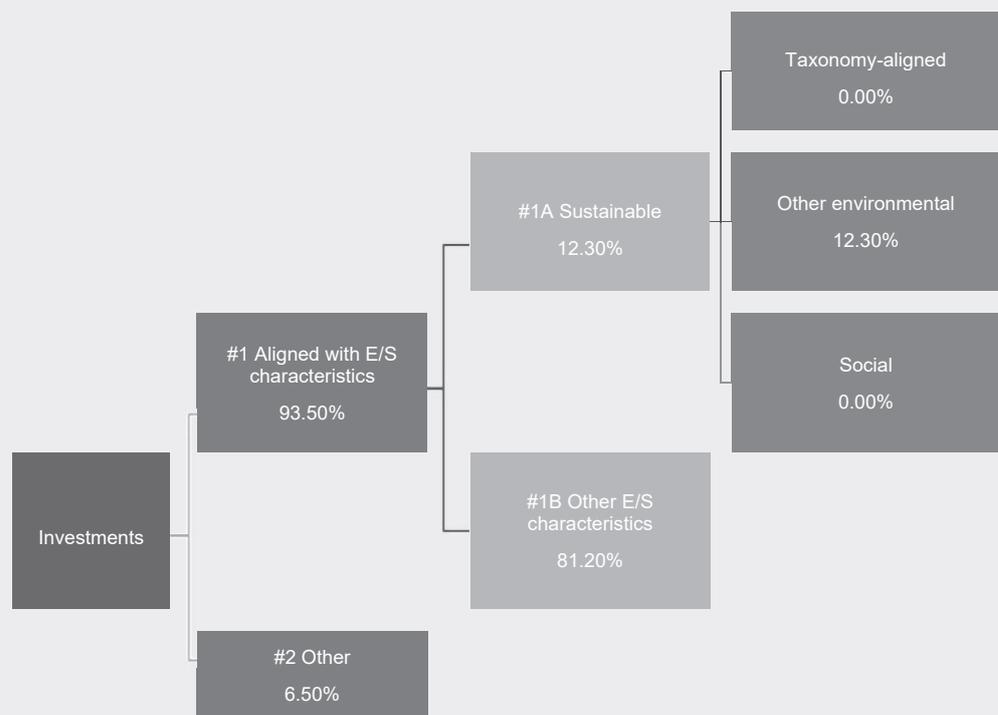 Taxonomy-aligned
0.00%
#1A Sustainable
12.30%
Other environmental
12.30%
#1 Aligned with E/S
characteristics
93.50%
Social
0.00%
Investments
#1B Other E/S
characteristics
81.20%
#2 Other
6.50%